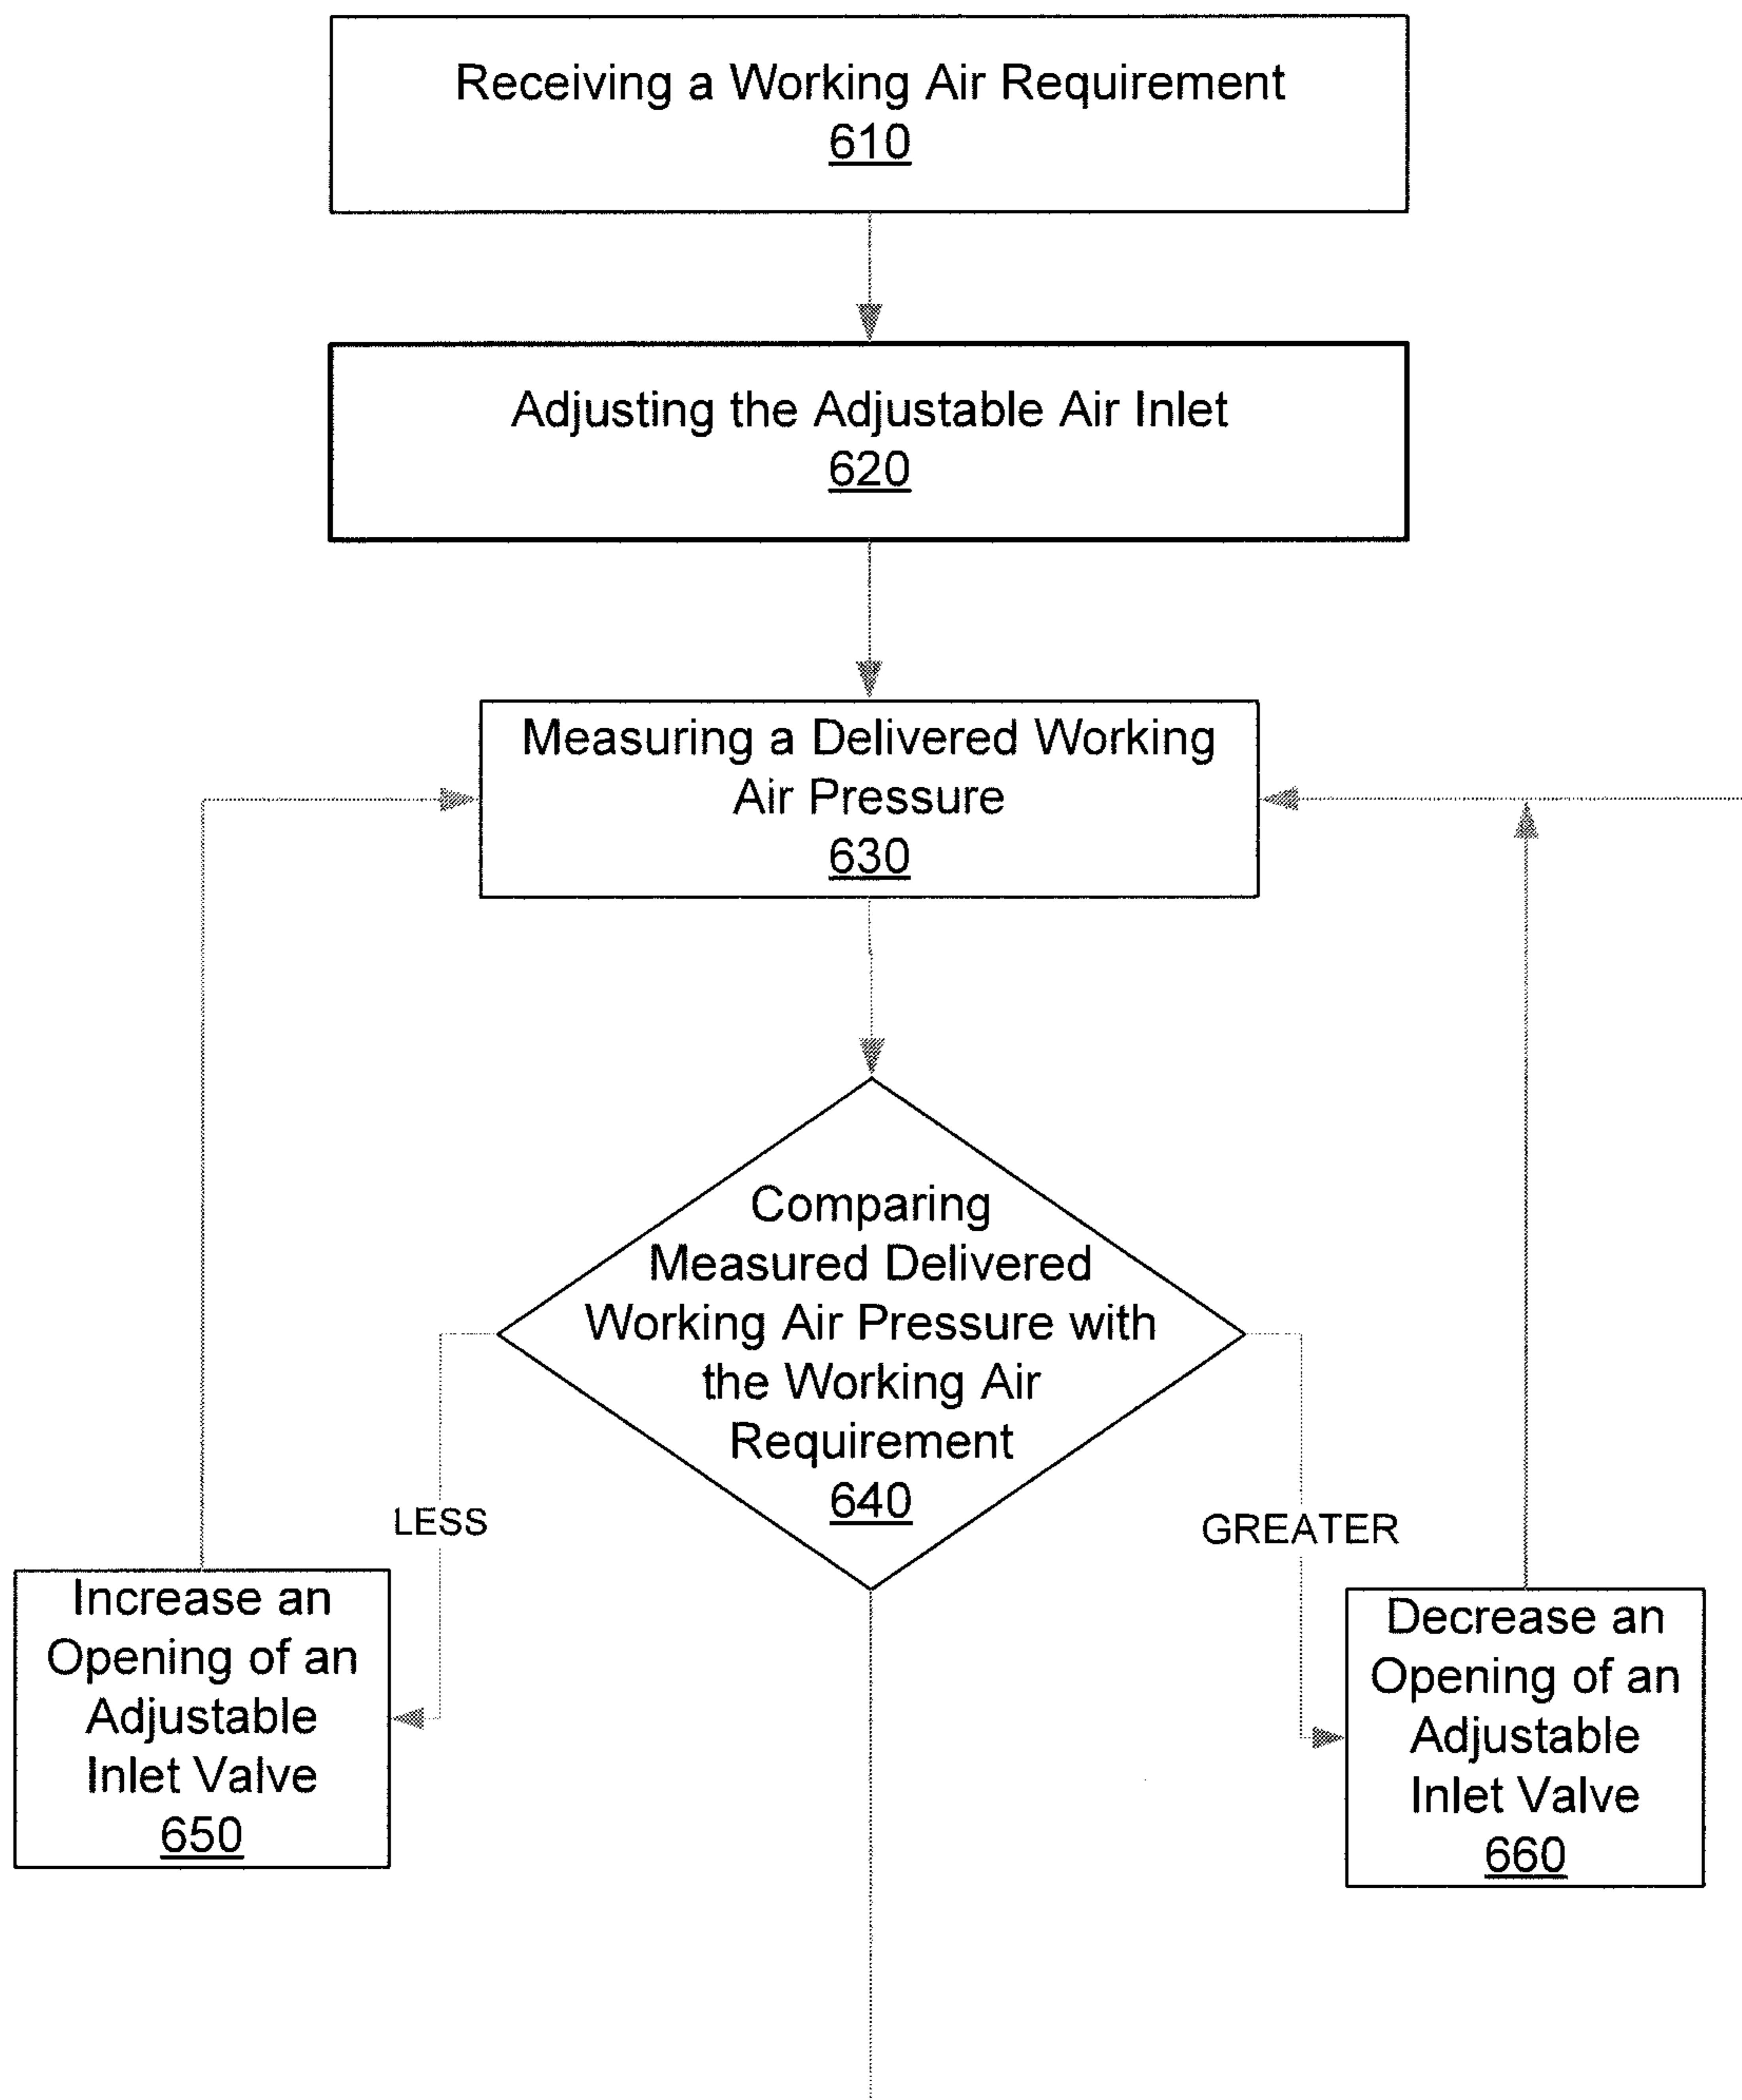 Receiving a Working Air Requirement
610
Adjusting the Adjustable Air Inlet
620
Measuring a Delivered Working
Air Pressure
630
Comparing
Measured Delivered
Working Air Pressure with
the Working Air
Requirement
640
LESS
GREATER
Increase an
Opening of an
Adjustable
Inlet Valve
650
Decrease an
Opening of an
Adjustable
Inlet Valve
660